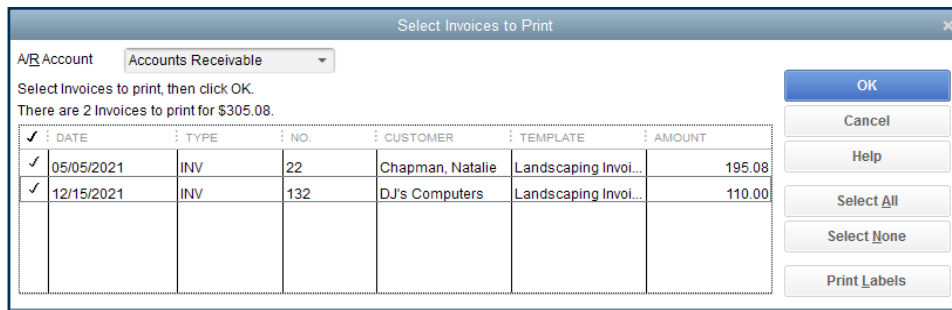 Select Invoices to Print
A/R Account Accounts Receivable
Select Invoices to print, then click OK.
There are 2 Invoices to print for $305.08.
✓ DATE TYPE NO. CUSTOMER TEMPLATE AMOUNT
✓ 05/05/2021 INV 22 Chapman, Natalie Landscaping Invoi... 195.08
✓ 12/15/2021 INV 132 DJ's Computers Landscaping Invoi... 110.00
OK
Cancel
Help
Select All
Select None
Print Labels